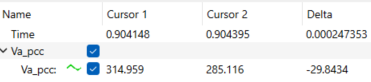 Name Cursor 1 Cursor 2 Delta
Time 0.904148 0.904395 0.000247353
Va_pcc
Va_pcc: 314.959 285.116 -29.8434